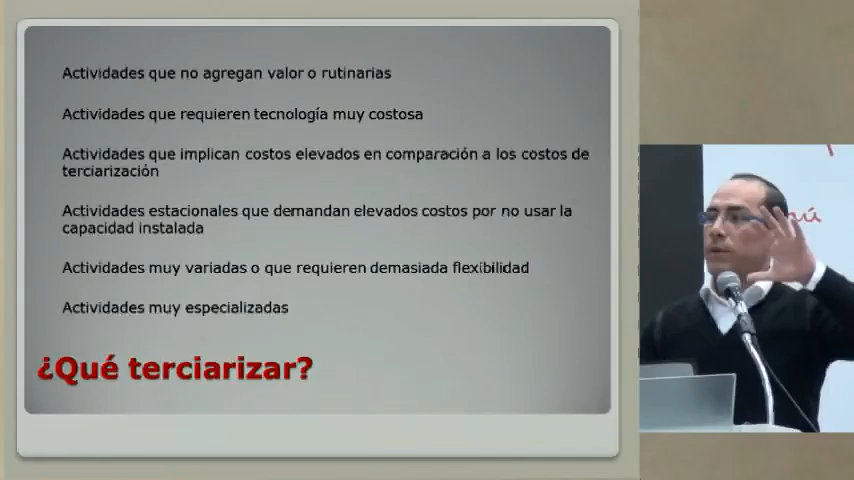 Actividades que no agregan valor o rutinarias
Actividades que requieren tecnología muy costosa
Actividades que implican costos elevados en comparación a los costos de
terciarización
Actividades estacionales que demandan elevados costos por no usar la
capacidad instalada
Actividades muy variadas o que requieren demasiada flexibilidad
Actividades muy especializadas
¿Qué terciarizar?